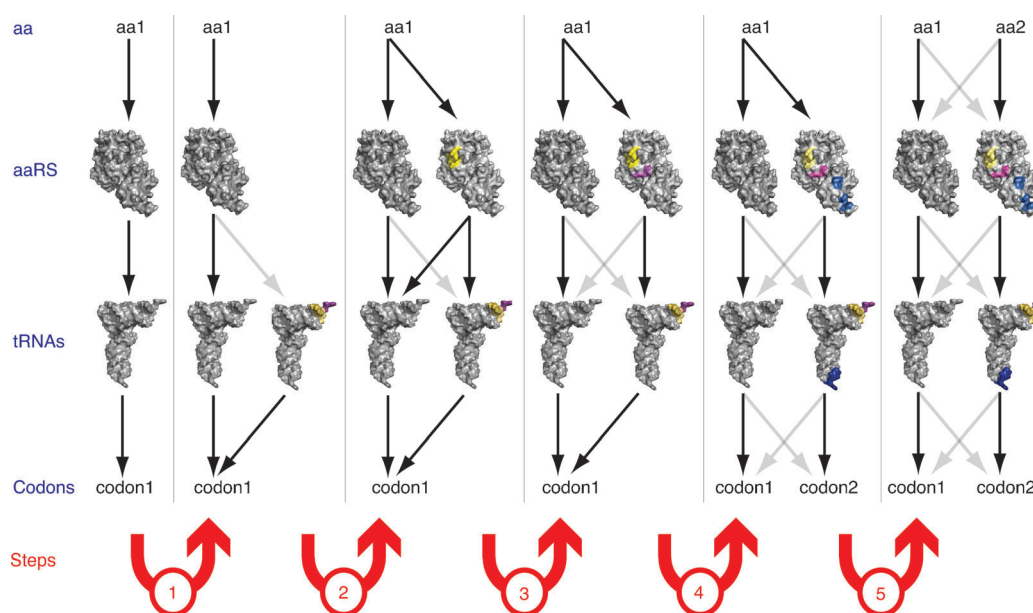 aa aa1 aa1 aa1 aa1 aa1 aa1 aa2
aaRS
tRNAs
Codons codon1 codon1 codon1 codon1 codon1 codon2 codon1 codon2
Steps 1 2 3 4 5